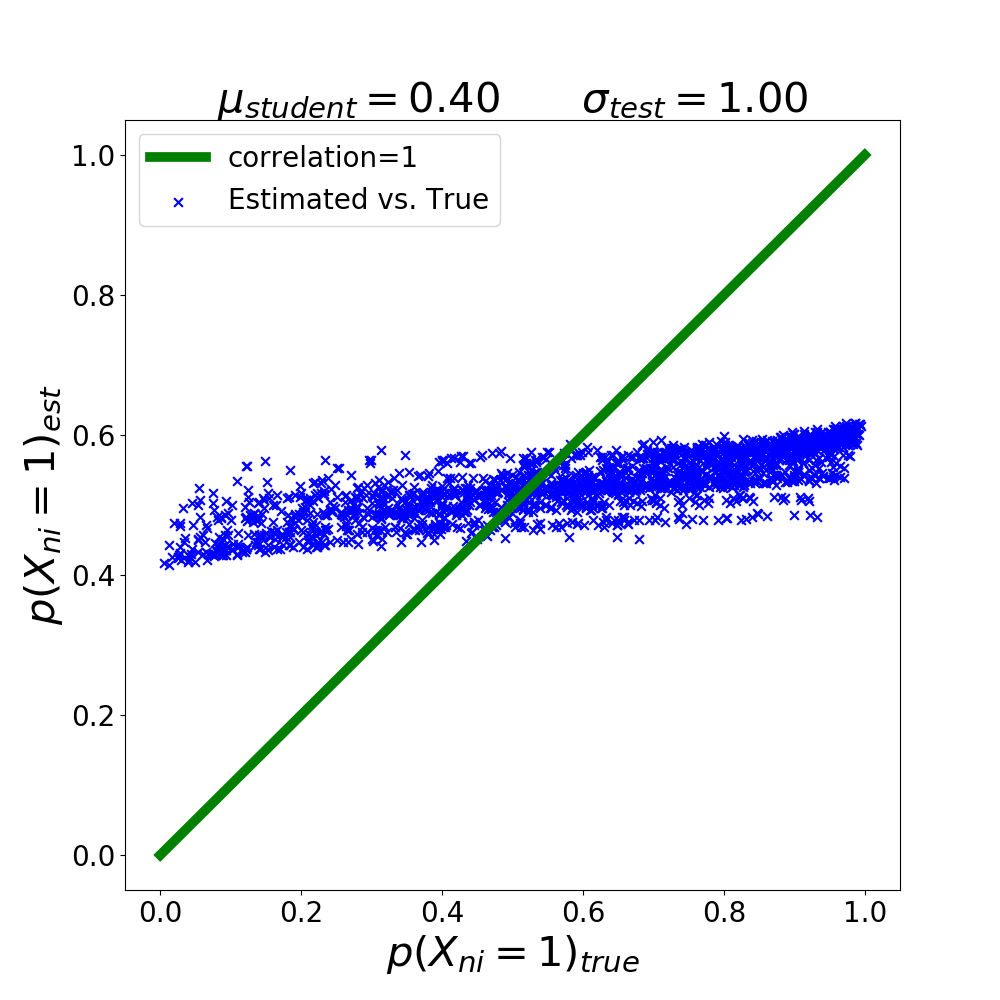 μ_student = 0.40 σ_test = 1.00
correlation=1
Estimated vs. True
1.0
0.8
0.6
0.4
0.2
0.0
p(X_ni = 1)_est
0.0 0.2 0.4 0.6 0.8 1.0
p(X_ni = 1)_true